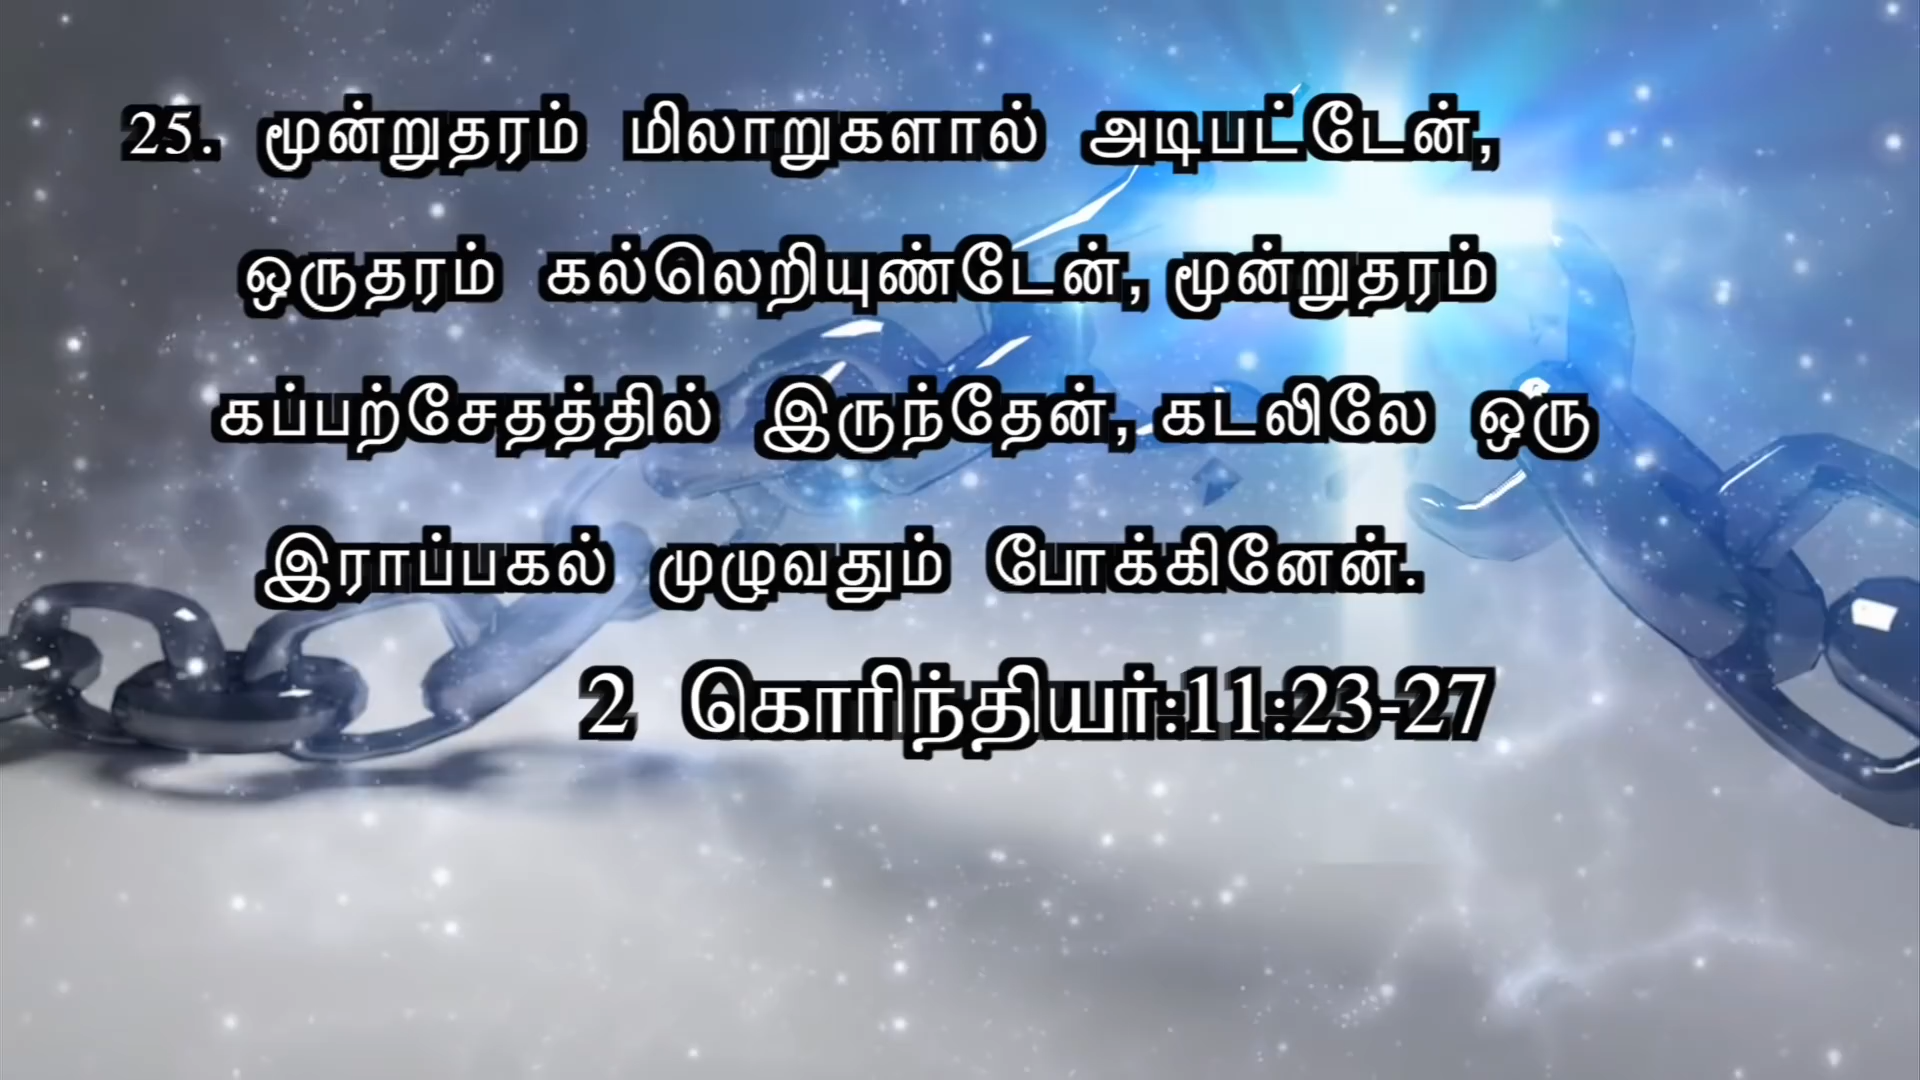 25. மூன்றுதரம் மிலாறுகளால் அடிபட்டேன்,
ஒருதரம் கல்லெறியுண்டேன், மூன்றுதரம்
கப்பற்சேதத்தில் இருந்தேன், கடலிலே ஒரு
இராப்பகல் முழுவதும் போக்கினேன்.
2 கொரிந்தியர்:11:23-27